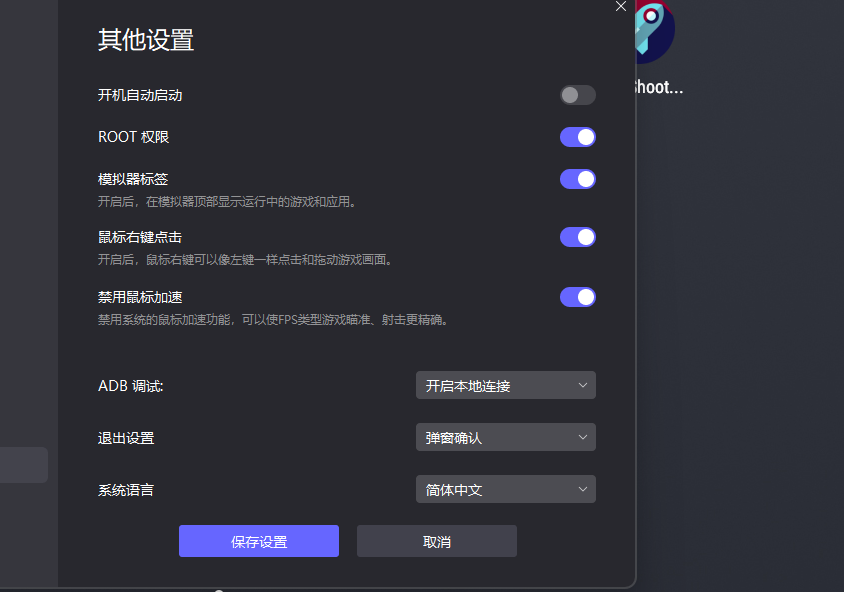 其他设置
hoot...
开机自动启动
ROOT 权限
模拟器标签
开启后，在模拟器顶部显示运行中的游戏和应用。
鼠标右键点击
开启后，鼠标右键可以像左键一样点击和拖动游戏画面。
禁用鼠标加速
禁用系统的鼠标加速功能，可以使FPS类型游戏瞄准、射击更精确。
ADB 调试:
开启本地连接
退出设置
弹窗确认
系统语言
简体中文
保存设置
取消